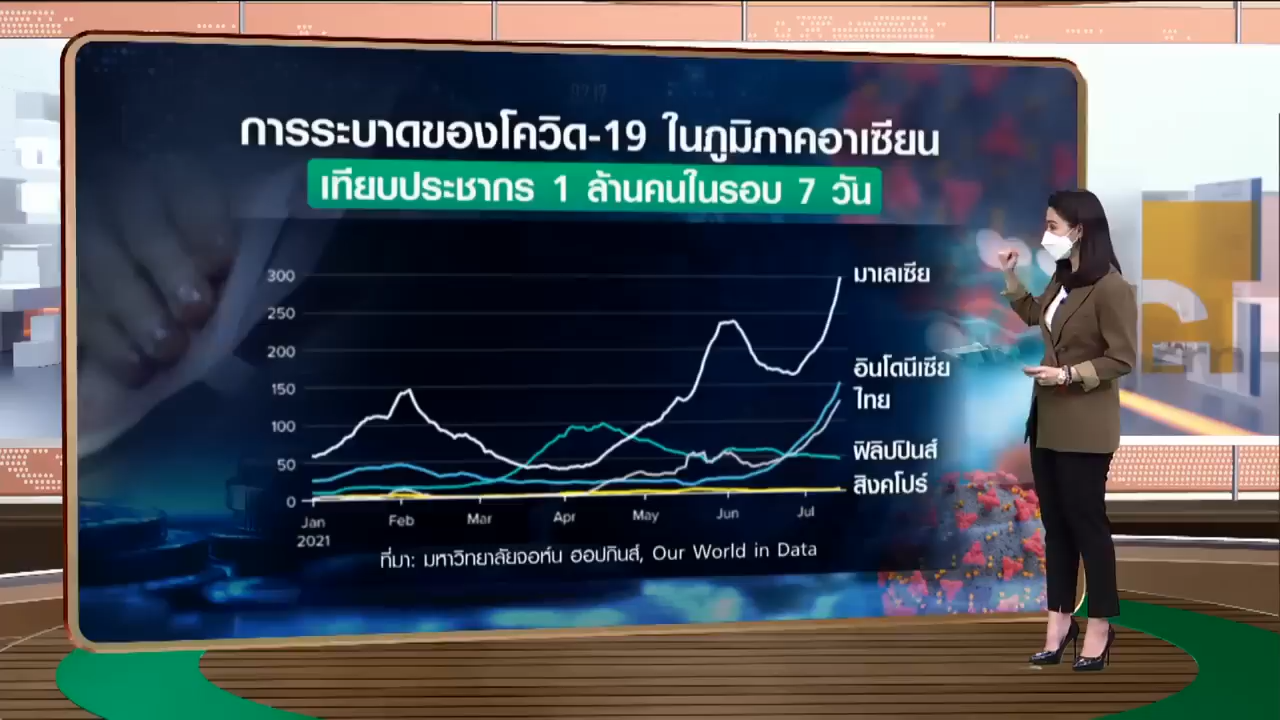 การระบาดของโควิด-19 ในภูมิภาคอาเซียน
เทียบประชากร 1 ล้านคนในรอบ 7 วัน
300
250
200
150
100
50
0
มาเลเซีย
อินโดนีเซีย
ไทย
ฟิลิปปินส์
สิงคโปร์
Jan Feb Mar Apr May Jun Jul
2021
ที่มา: มหาวิทยาลัยจอห์น ฮอปกินส์, Our World in Data